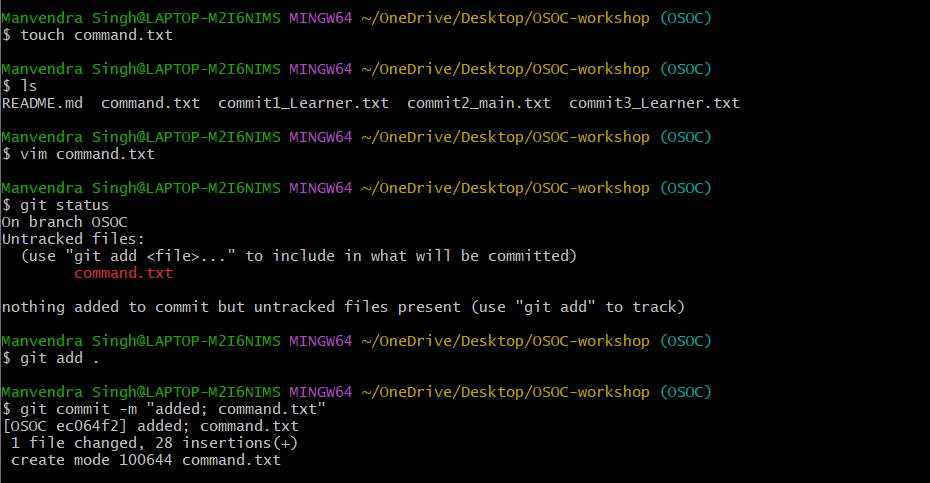 Manvendra Singh@LAPTOP-M2I6NIMS MINGW64 ~/OneDrive/Desktop/OSOC-workshop (OSOC)
$ touch command.txt
Manvendra Singh@LAPTOP-M2I6NIMS MINGW64 ~/OneDrive/Desktop/OSOC-workshop (OSOC)
$ ls
README.md  command.txt  commit1_Learner.txt  commit2_main.txt  commit3_Learner.txt
Manvendra Singh@LAPTOP-M2I6NIMS MINGW64 ~/OneDrive/Desktop/OSOC-workshop (OSOC)
$ vim command.txt
Manvendra Singh@LAPTOP-M2I6NIMS MINGW64 ~/OneDrive/Desktop/OSOC-workshop (OSOC)
$ git status
On branch OSOC
Untracked files:
  (use "git add <file>..." to include in what will be committed)
        command.txt
nothing added to commit but untracked files present (use "git add" to track)
Manvendra Singh@LAPTOP-M2I6NIMS MINGW64 ~/OneDrive/Desktop/OSOC-workshop (OSOC)
$ git add .
Manvendra Singh@LAPTOP-M2I6NIMS MINGW64 ~/OneDrive/Desktop/OSOC-workshop (OSOC)
$ git commit -m "added; command.txt"
[OSOC ec064f2] added; command.txt
 1 file changed, 28 insertions(+)
 create mode 100644 command.txt